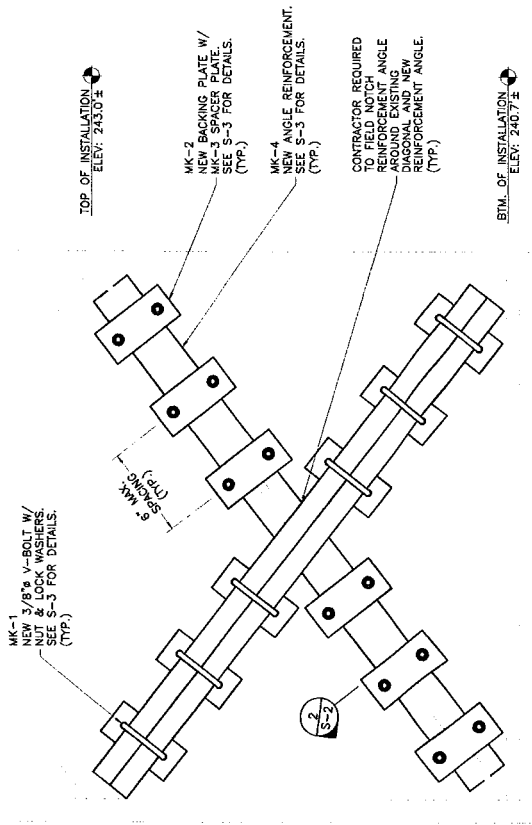 MK-1
NEW 3/8"ø V-BOLT W/
NUT & LOCK WASHERS.
SEE S-3 FOR DETAILS.
(TYP.)
6" MAX.
SPACING
(TYP.)
TOP OF INSTALLATION
ELEV: 243.0'±
MK-2
NEW BACKING PLATE W/
MK-3 SPACER PLATE.
SEE S-3 FOR DETAILS.
(TYP.)
MK-4
NEW ANGLE REINFORCEMENT.
SEE S-3 FOR DETAILS.
(TYP.)
CONTRACTOR REQUIRED
TO FIELD NOTCH
REINFORCEMENT ANGLE
AROUND EXISTING
DIAGONAL AND NEW
REINFORCEMENT ANGLE.
(TYP.)
2
S-2
BTM. OF INSTALLATION
ELEV: 240.7'±